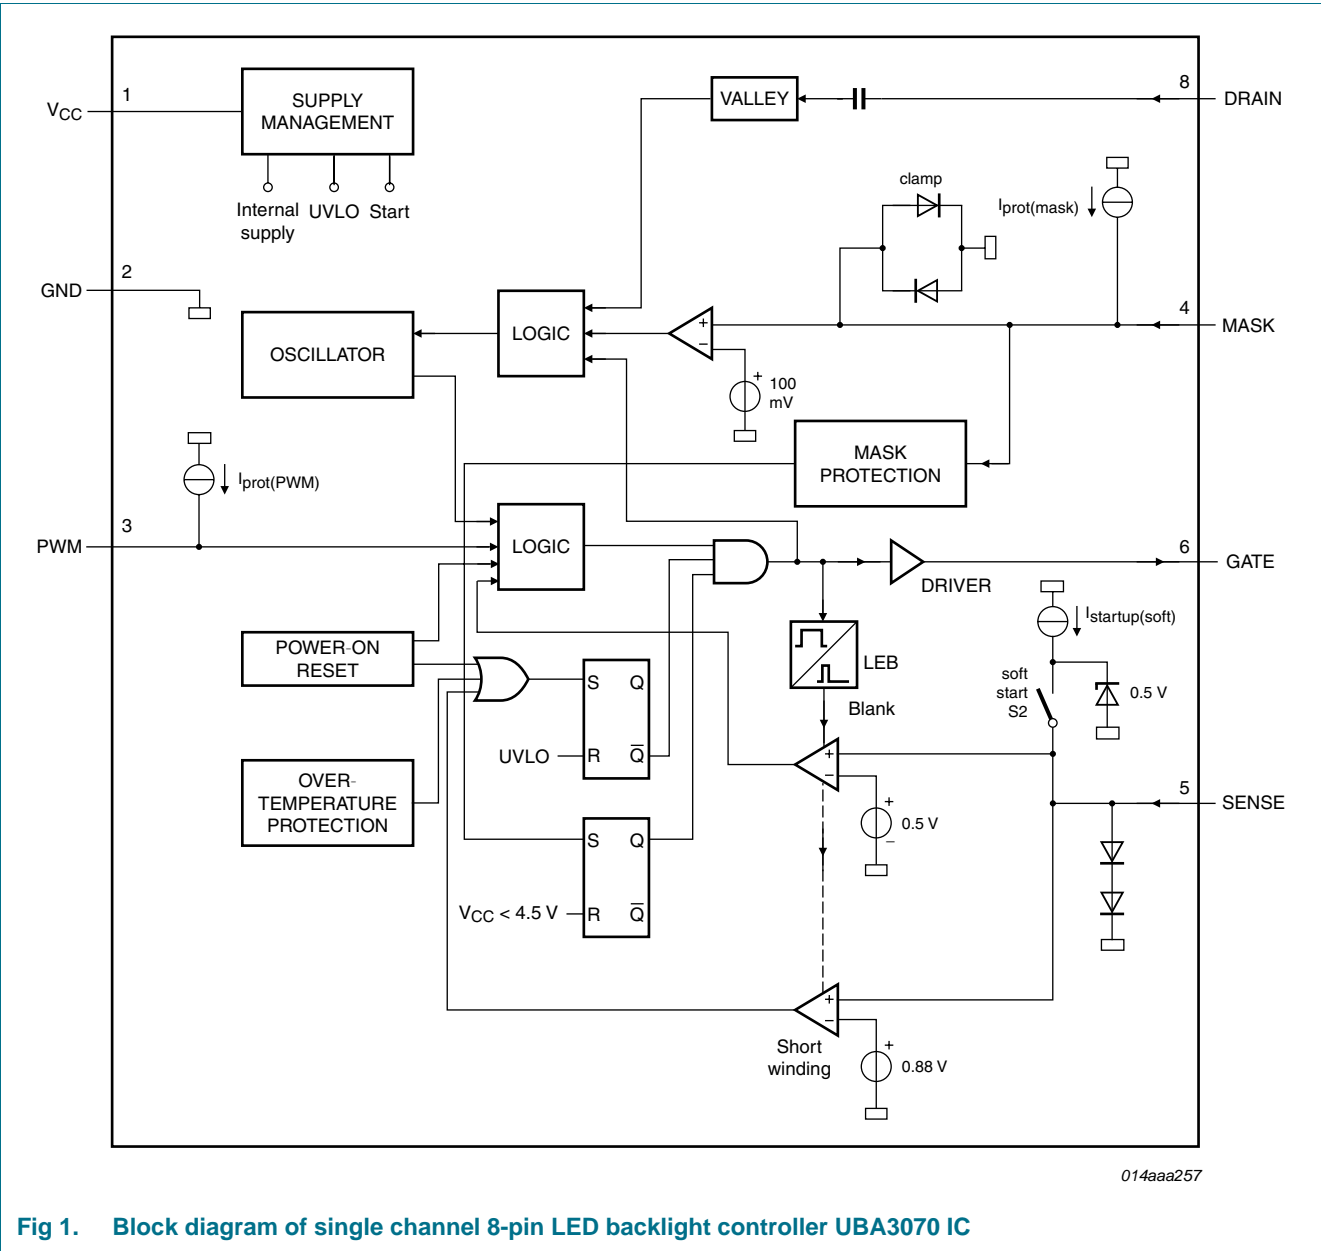 1
VCC
SUPPLY
MANAGEMENT
Internal
supply
UVLO
Start
VALLEY
8
DRAIN
clamp
Iprot(mask)
2
GND
OSCILLATOR
LOGIC
+
−
+
100
mV
4
MASK
MASK
PROTECTION
Iprot(PWM)
3
PWM
LOGIC
6
GATE
DRIVER
POWER-ON
RESET
LEB
Blank
Istartup(soft)
soft
start
S2
0.5 V
S
Q
UVLO
R
Q
OVER-
TEMPERATURE
PROTECTION
+
−
+
0.5 V
−
5
SENSE
S
Q
VCC < 4.5 V
R
Q
+
−
Short
winding
+
0.88 V
014aaa257
Fig 1. Block diagram of single channel 8-pin LED backlight controller UBA3070 IC